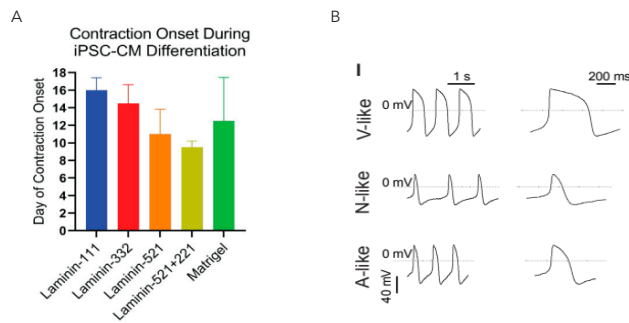 A
Contraction Onset During
iPSC-CM Differentiation
Day of Contraction Onset
18
16
14
12
10
8
6
4
2
0
Laminin-111
Laminin-332
Laminin-521
Laminin-521+221
Matrigel
B
I
1 s
200 ms
V-like
0 mV
N-like
0 mV
A-like
0 mV
40 mV